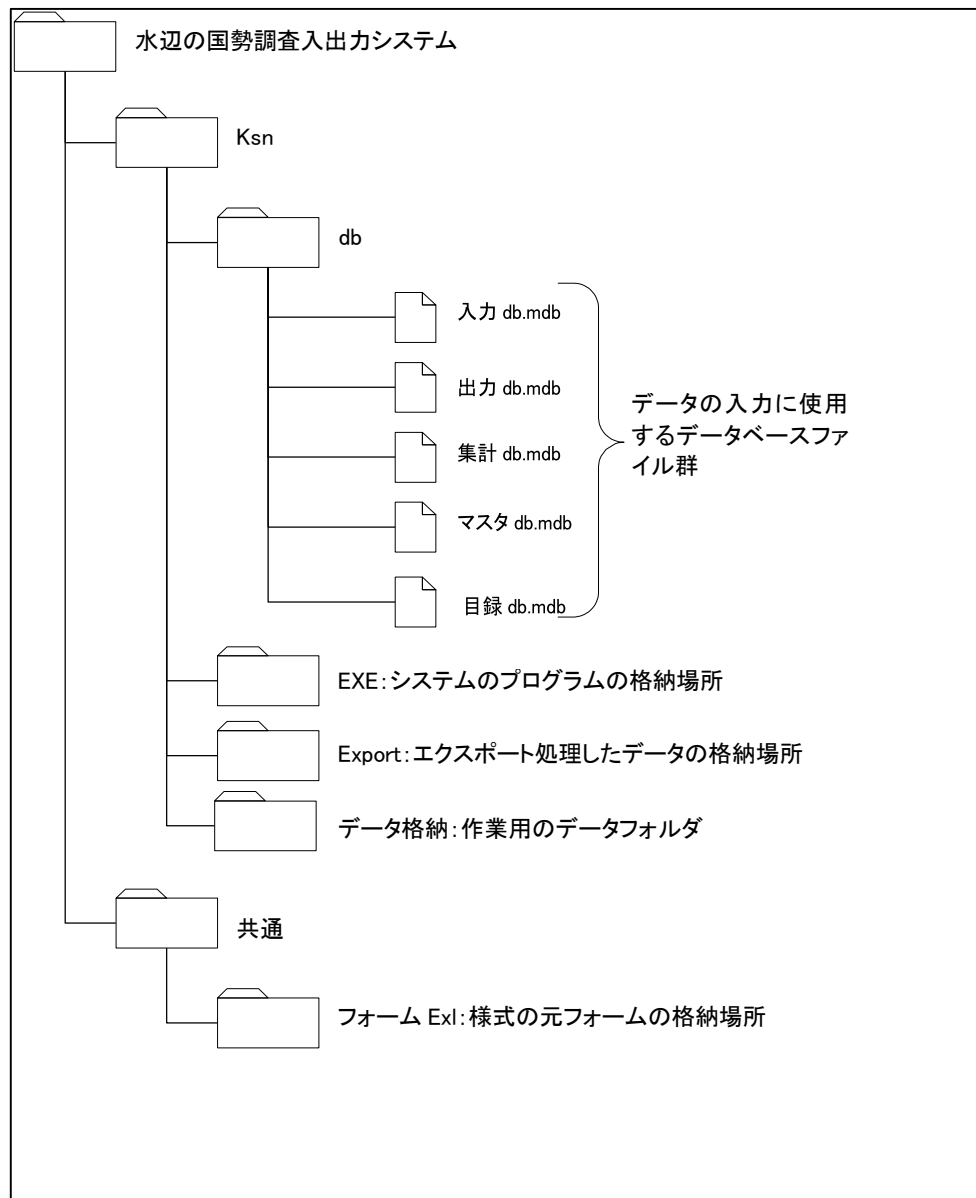 水辺の国勢調査入出力システム
Ksn
db
入力 db.mdb
出力 db.mdb
集計 db.mdb
マスタ db.mdb
目録 db.mdb
データの入力に使用
するデータベースファ
イル群
EXE:システムのプログラムの格納場所
Export:エクスポート処理したデータの格納場所
データ格納:作業用のデータフォルダ
共通
フォーム Exl:様式の元フォームの格納場所